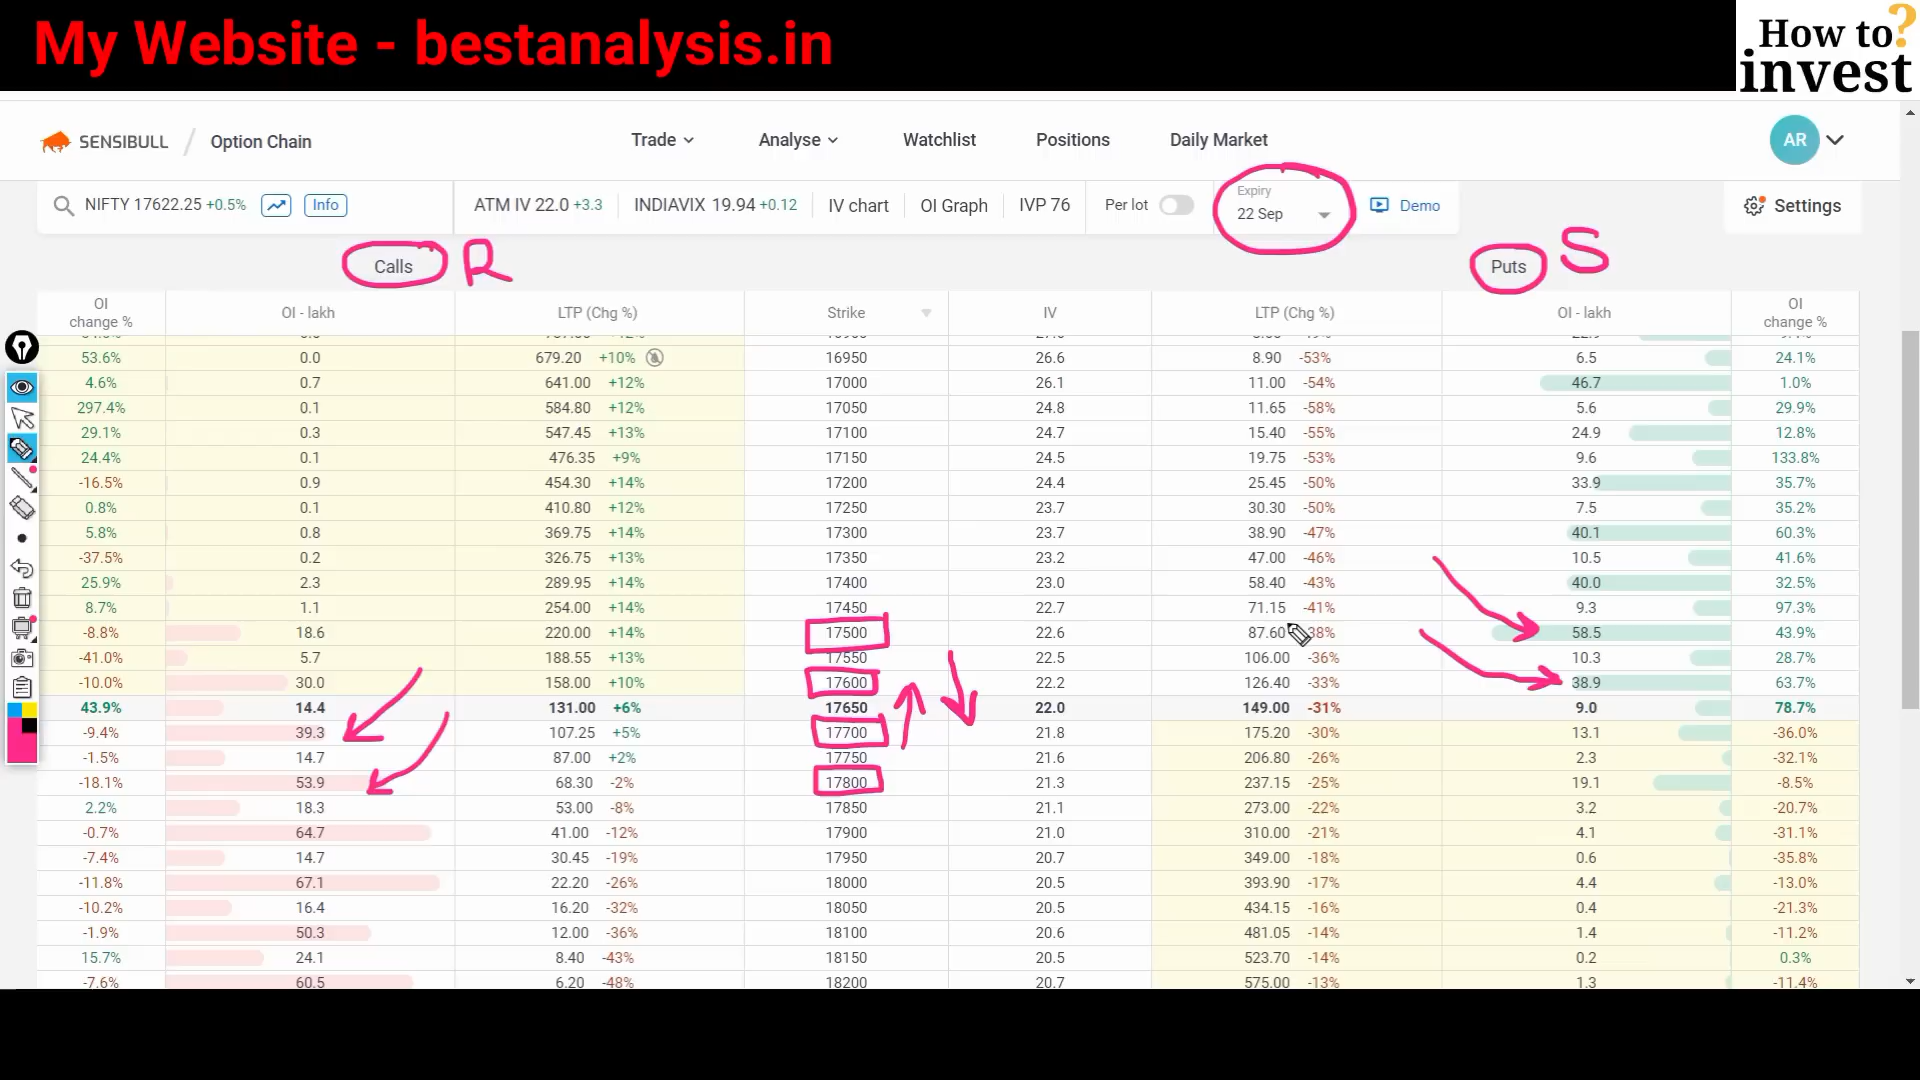 My Website - bestanalysis.in
How to?
invest
SENSIBULL / Option Chain Trade Analyse Watchlist Positions Daily Market AR
NIFTY 17622.25 +0.5% Info ATM IV 22.0 +3.3 INDIAVIX 19.94 +0.12 IV chart OI Graph IVP 76 Per lot Expiry 22 Sep Demo Settings
Calls R Puts S
OI change % OI - lakh LTP (Chg %) Strike IV LTP (Chg %) OI - lakh OI change %
53.6% 0.0 679.20 +10% 16950 26.6 8.90 -53% 6.5 24.1%
4.6% 0.7 641.00 +12% 17000 26.1 11.00 -54% 46.7 1.0%
297.4% 0.1 584.80 +12% 17050 24.8 11.65 -58% 5.6 29.9%
29.1% 0.3 547.45 +13% 17100 24.7 15.40 -55% 24.9 12.8%
24.4% 0.1 476.35 +9% 17150 24.5 19.75 -53% 9.6 133.8%
-16.5% 0.9 454.30 +14% 17200 24.4 25.45 -50% 33.9 35.7%
0.8% 0.1 410.80 +12% 17250 23.7 30.30 -50% 7.5 35.2%
5.8% 0.8 369.75 +14% 17300 23.7 38.90 -47% 40.1 60.3%
-37.5% 0.2 326.75 +13% 17350 23.2 47.00 -46% 10.5 41.6%
25.9% 2.3 289.95 +14% 17400 23.0 58.40 -43% 40.0 32.5%
8.7% 1.1 254.00 +14% 17450 22.7 71.15 -41% 9.3 97.3%
-8.8% 18.6 220.00 +14% 17500 22.6 87.60 38% 58.5 43.9%
-41.0% 5.7 188.55 +13% 17550 22.5 106.00 -36% 10.3 28.7%
-10.0% 30.0 158.00 +10% 17600 22.2 126.40 -33% 38.9 63.7%
43.9% 14.4 131.00 +6% 17650 22.0 149.00 -31% 9.0 78.7%
-9.4% 39.3 107.25 +5% 17700 21.8 175.20 -30% 13.1 -36.0%
-1.5% 14.7 87.00 +2% 17750 21.6 206.80 -26% 2.3 -32.1%
-18.1% 53.9 68.30 -2% 17800 21.3 237.15 -25% 19.1 -8.5%
2.2% 18.3 53.00 -8% 17850 21.1 273.00 -22% 3.2 -20.7%
-0.7% 64.7 41.00 -12% 17900 21.0 310.00 -21% 4.1 -31.1%
-7.4% 14.7 30.45 -19% 17950 20.7 349.00 -18% 0.6 -35.8%
-11.8% 67.1 22.20 -26% 18000 20.5 393.90 -17% 4.4 -13.0%
-10.2% 16.4 16.20 -32% 18050 20.5 434.15 -16% 0.4 -21.3%
-1.9% 50.3 12.00 -36% 18100 20.6 481.05 -14% 1.4 -11.2%
15.7% 24.1 8.40 -43% 18150 20.5 523.70 -14% 0.2 0.3%
-7.6% 60.5 6.20 -48% 18200 20.7 575.00 -13% 1.3 -11.4%